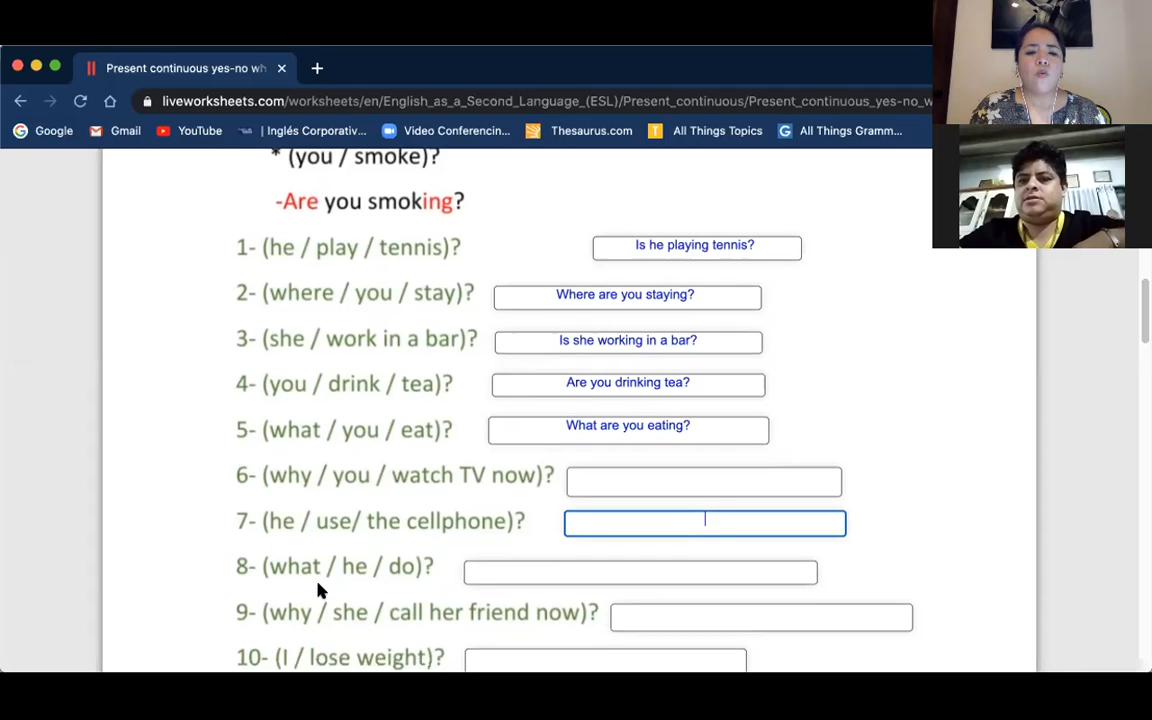 Present continuous yes-no wh
liveworksheets.com/worksheets/en/English_as_a_Second_Language_(ESL)/Present_continuous/Present_continuous_yes-no_w
Google Gmail YouTube | Inglés Corporativ... Video Conferencin... Thesaurus.com All Things Topics All Things Gramm...
* (you / smoke)?
-Are you smoking?
1- (he / play / tennis)? Is he playing tennis?
2- (where / you / stay)? Where are you staying?
3- (she / work in a bar)? Is she working in a bar?
4- (you / drink / tea)? Are you drinking tea?
5- (what / you / eat)? What are you eating?
6- (why / you / watch TV now)?
7- (he / use/ the cellphone)?
8- (what / he / do)?
9- (why / she / call her friend now)?
10- (I / lose weight)?